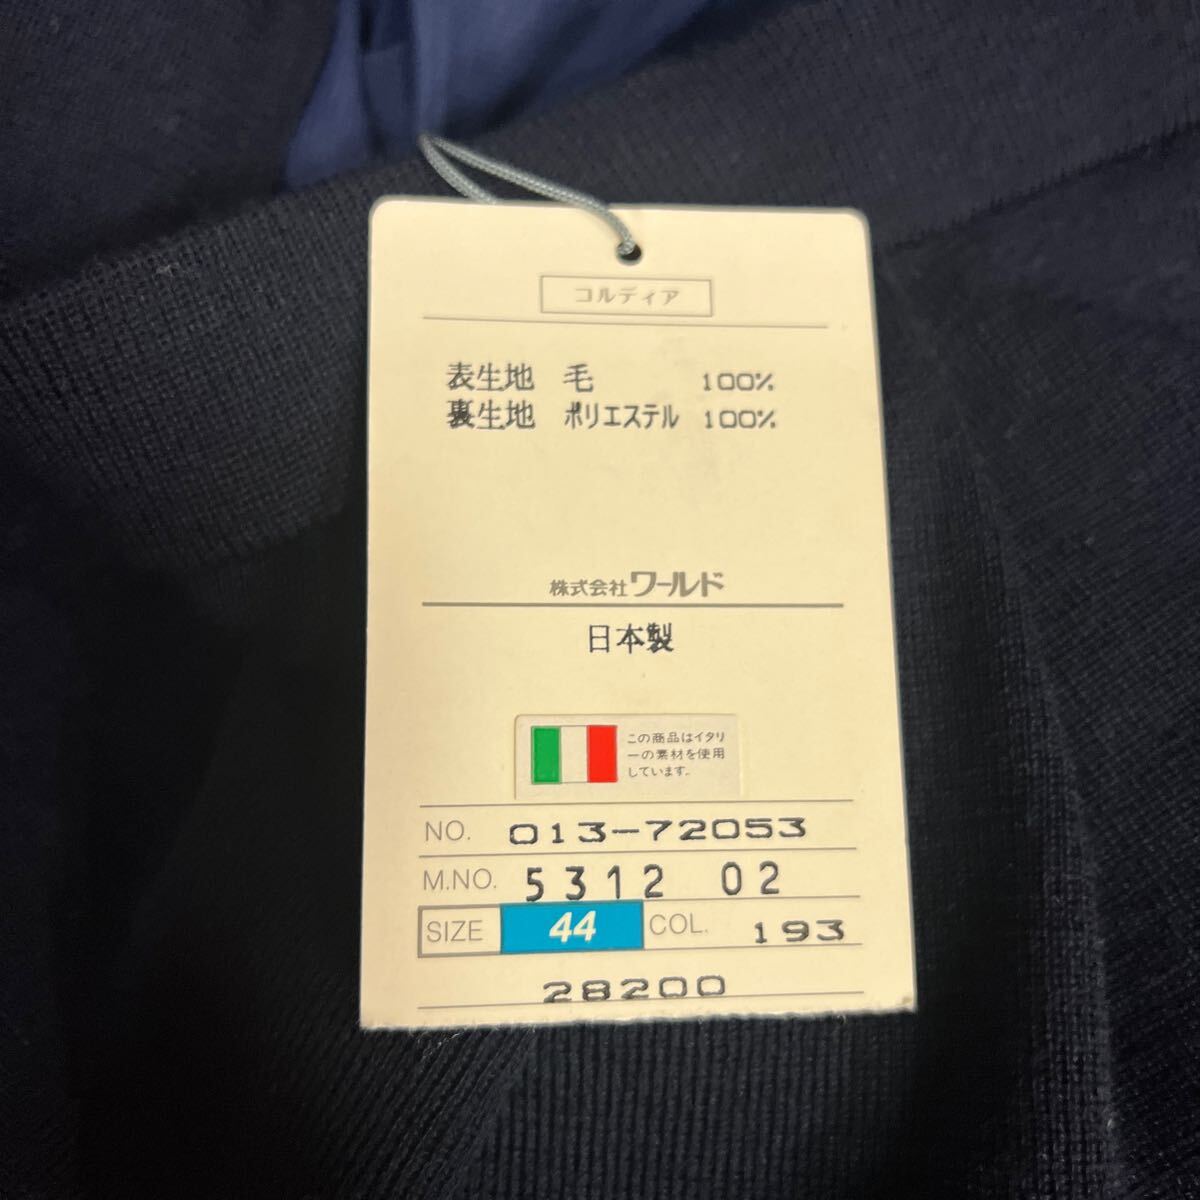 コルディア
表生地 毛 100%
裏生地 ポリエステル 100%
株式会社ワールド
日本製
この商品はイタリ
ーの素材を使用
しています。
NO. 013-72053
M.NO. 5312 02
SIZE 44 COL. 193
28200